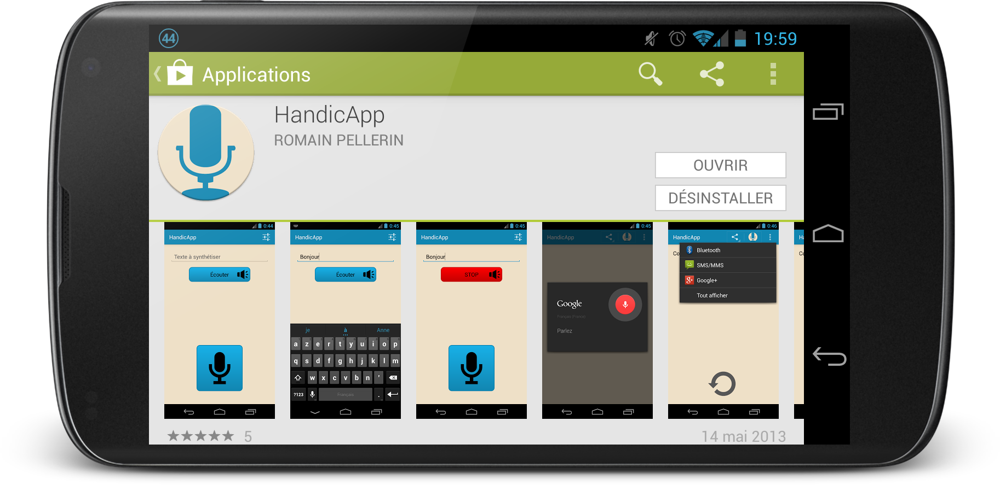 44
19:59
Applications
HandicApp
ROMAIN PELLERIN
OUVRIR
DÉSINSTALLER
0:44
HandicApp
Texte à synthétiser
Écouter
0:45
HandicApp
Bonjour
Écouter
je à Anne
a z e r t y u i o p
q s d f g h j k l m
w x c v b n '
?123 Français .
0:45
HandicApp
Bonjour
STOP
0:45
HandicApp
Google
Français (France)
Parlez
0:46
HandicApp
Co
Bluetooth
SMS/MMS
g+ Google+
Tout afficher
Ha
Co
5
14 mai 2013